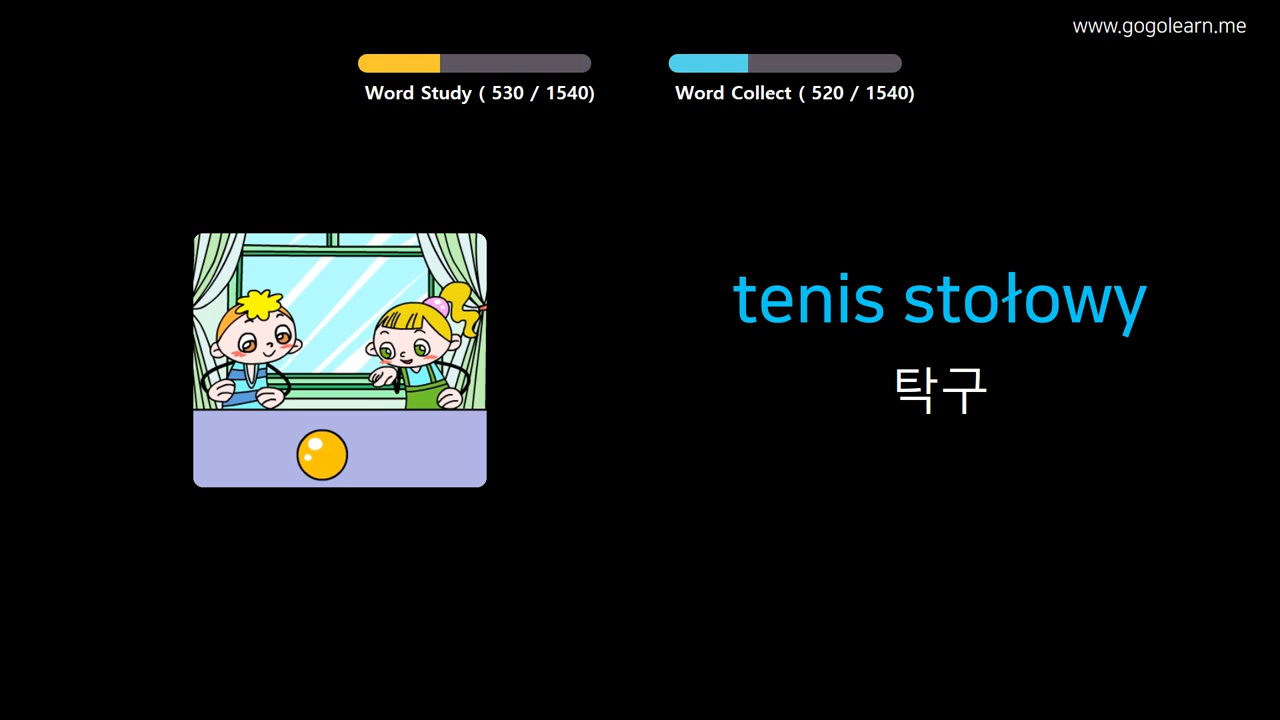 www.gogolearn.me
Word Study ( 530 / 1540)
Word Collect ( 520 / 1540)
tenis stołowy
탁구